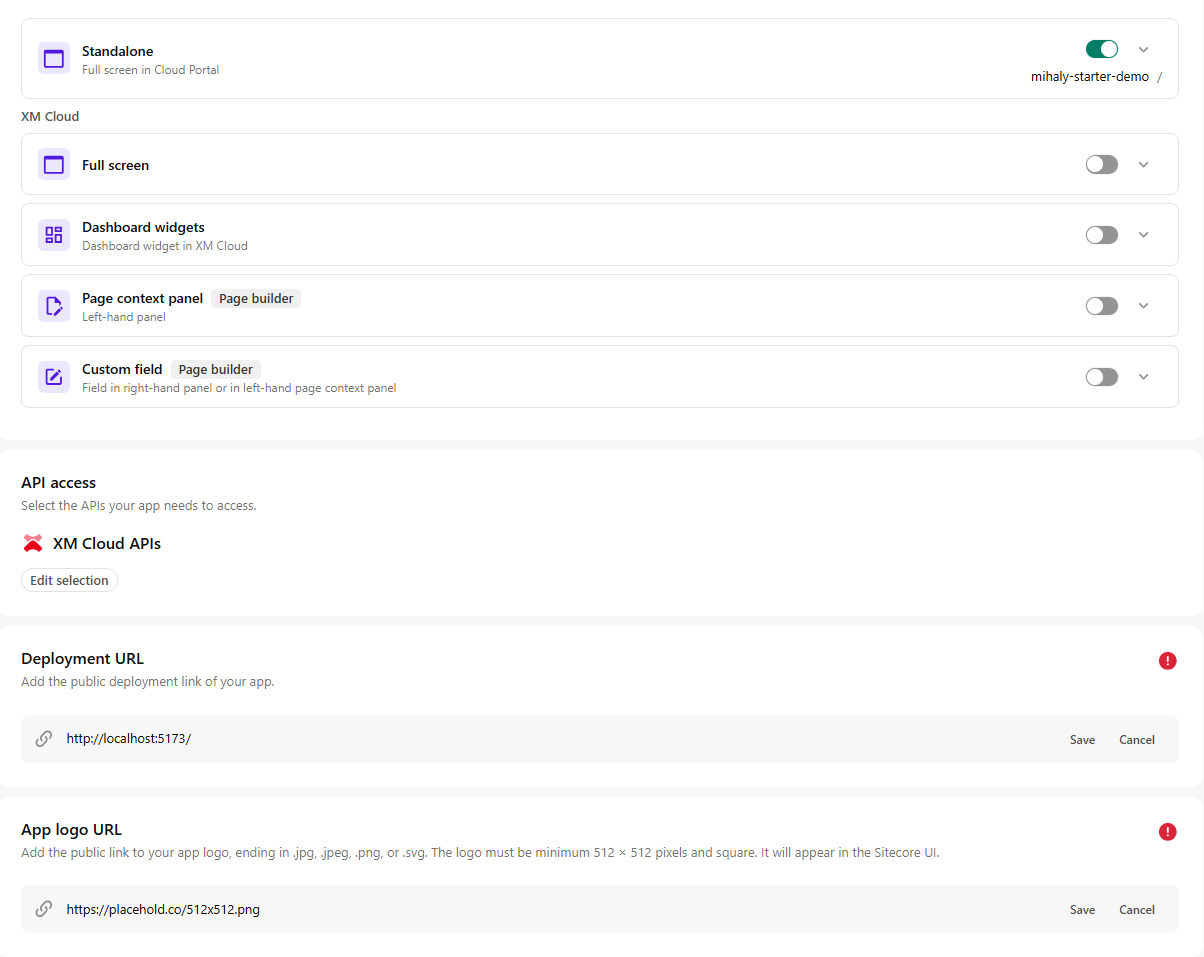 Standalone
Full screen in Cloud Portal
mihaly-starter-demo /
XM Cloud
Full screen
Dashboard widgets
Dashboard widget in XM Cloud
Page context panel Page builder
Left-hand panel
Custom field Page builder
Field in right-hand panel or in left-hand page context panel
API access
Select the APIs your app needs to access.
XM Cloud APIs
Edit selection
Deployment URL
Add the public deployment link of your app.
http://localhost:5173/ Save Cancel
App logo URL
Add the public link to your app logo, ending in .jpg, .jpeg, .png, or .svg. The logo must be minimum 512 × 512 pixels and square. It will appear in the Sitecore UI.
https://placehold.co/512x512.png Save Cancel